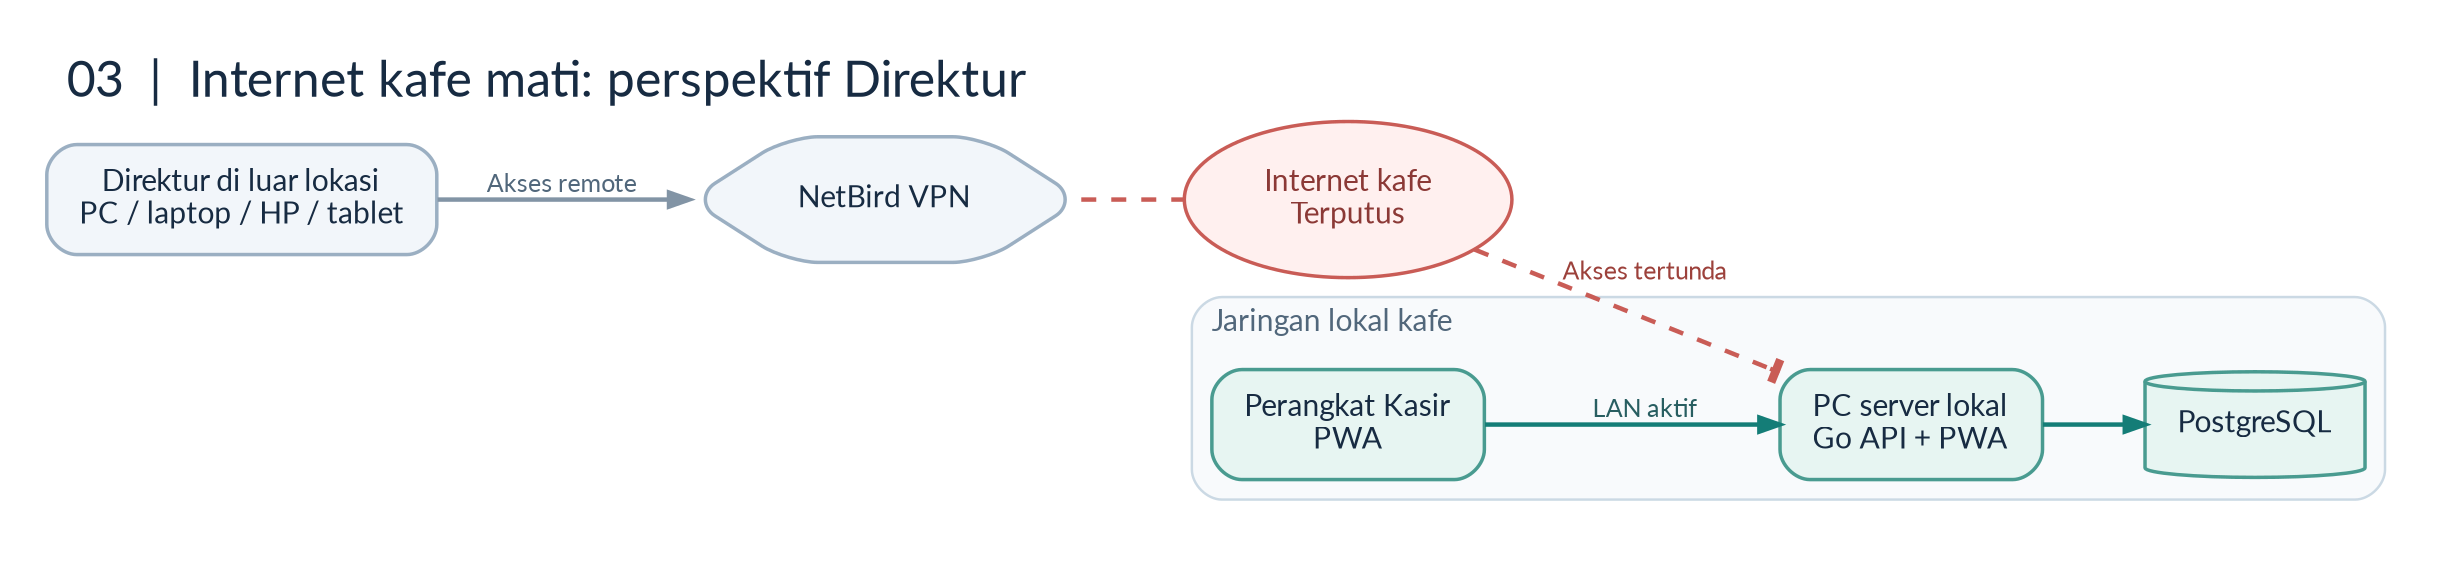 03 | Internet kafe mati: perspektif Direktur
Direktur di luar lokasi
PC / laptop / HP / tablet
Akses remote
NetBird VPN
Internet kafe
Terputus
Akses tertunda
Jaringan lokal kafe
Perangkat Kasir
PWA
LAN aktif
PC server lokal
Go API + PWA
PostgreSQL